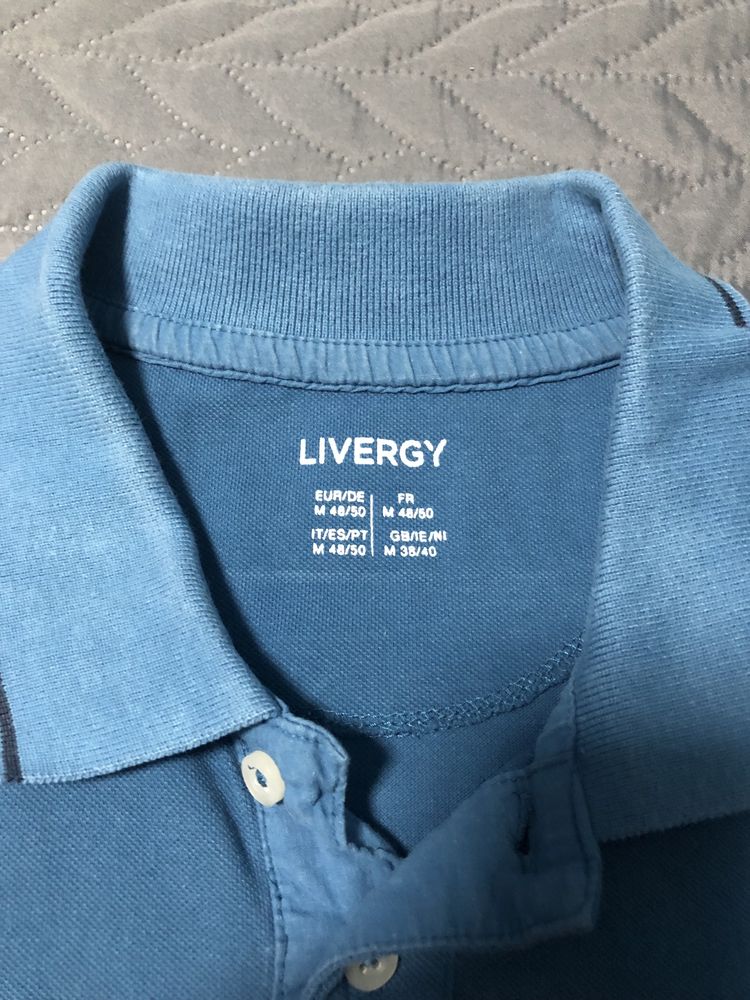 LIVERGY
EUR/DE
M 48/50
FR
M 48/50
IT/ES/PT
M 48/50
GB/IE/NI
M 38/40